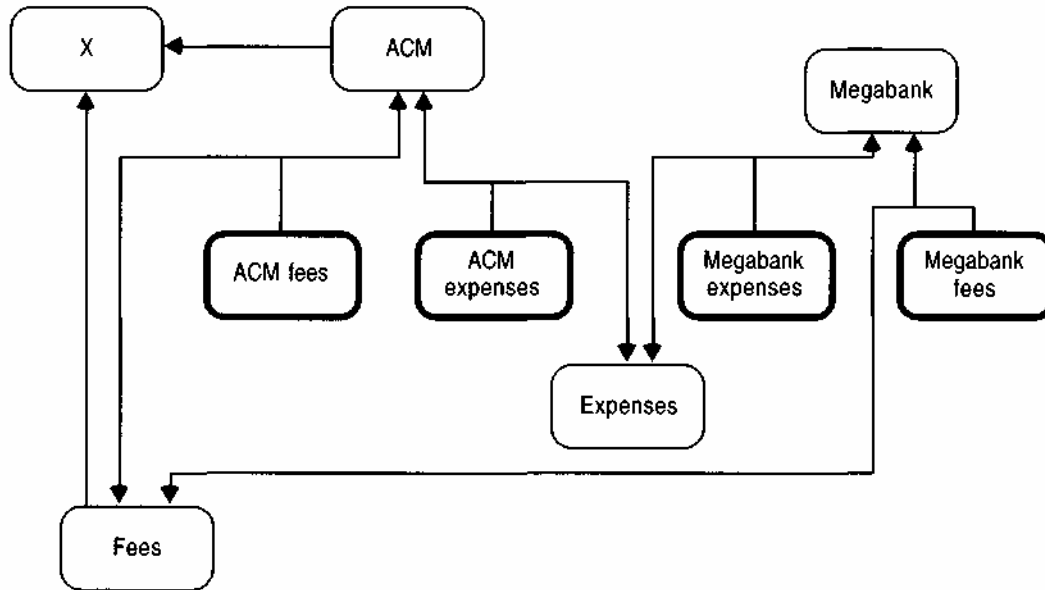 X
ACM
Megabank
ACM fees
ACM
expenses
Megabank
expenses
Megabank
fees
Expenses
Fees